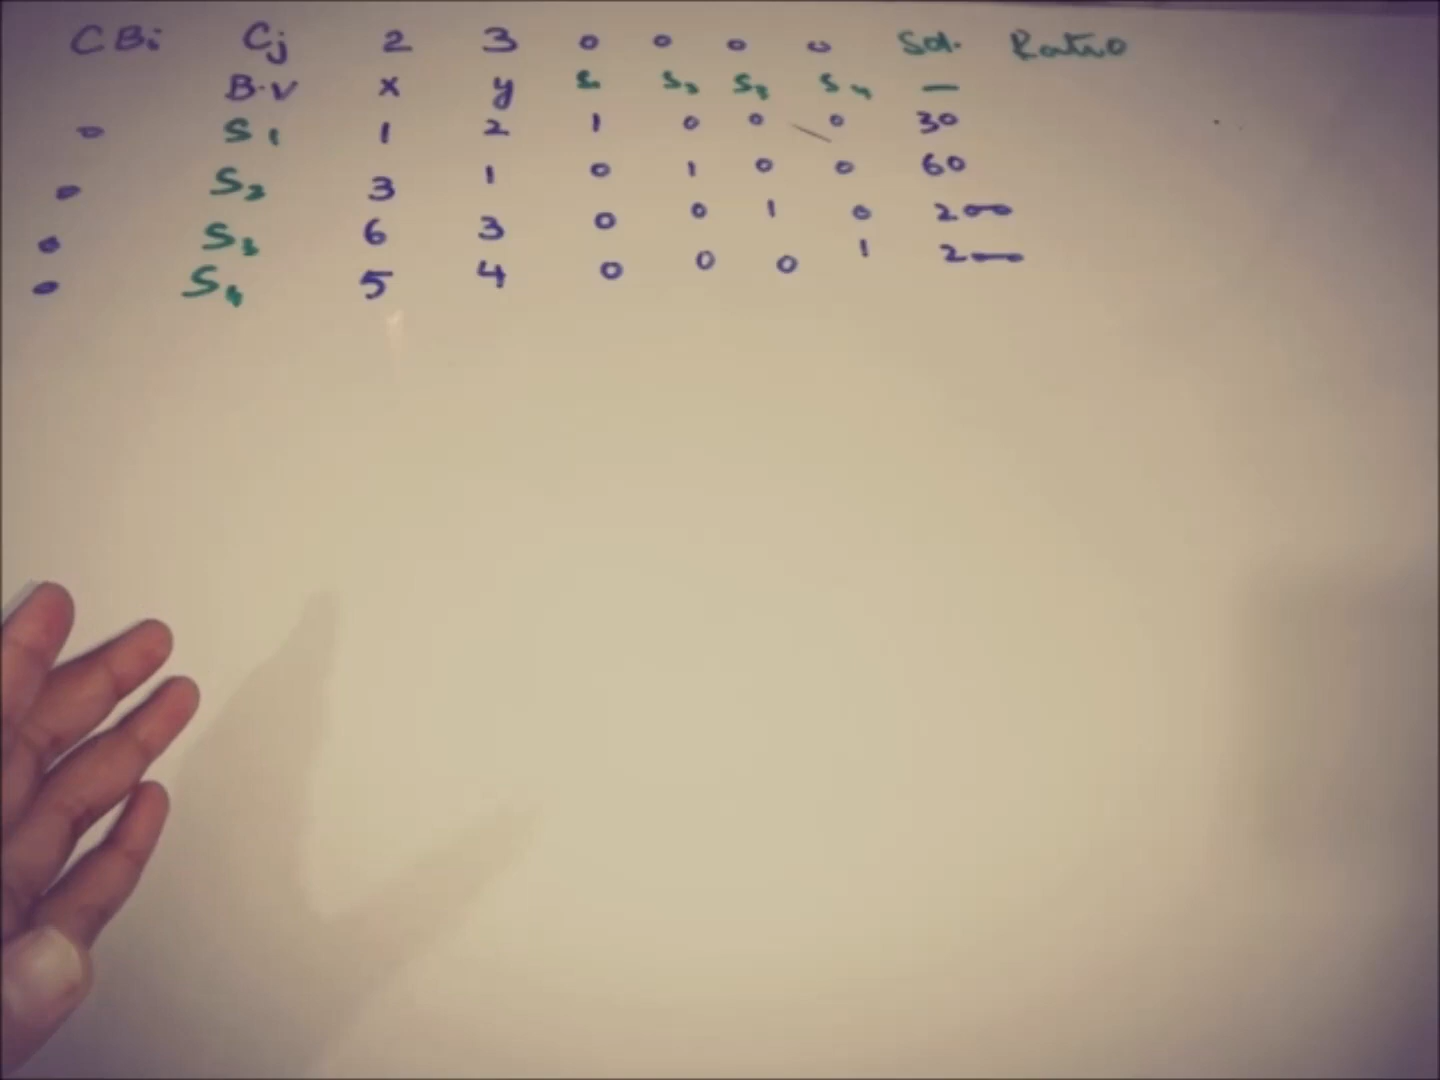 CBi Cj 2 3 0 0 0 0 Sol. Ratio
B.V x y S1 S2 S3 S4 —
0 S1 1 2 1 0 0 0 30
0 S2 3 1 0 1 0 0 60
0 S3 6 3 0 0 1 0 200
0 S4 5 4 0 0 0 1 200